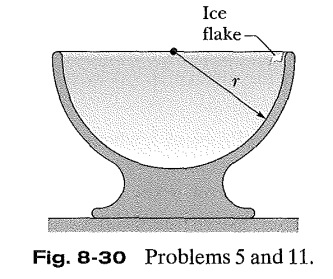 Ice
flake
r
Fig. 8-30 Problems 5 and 11.